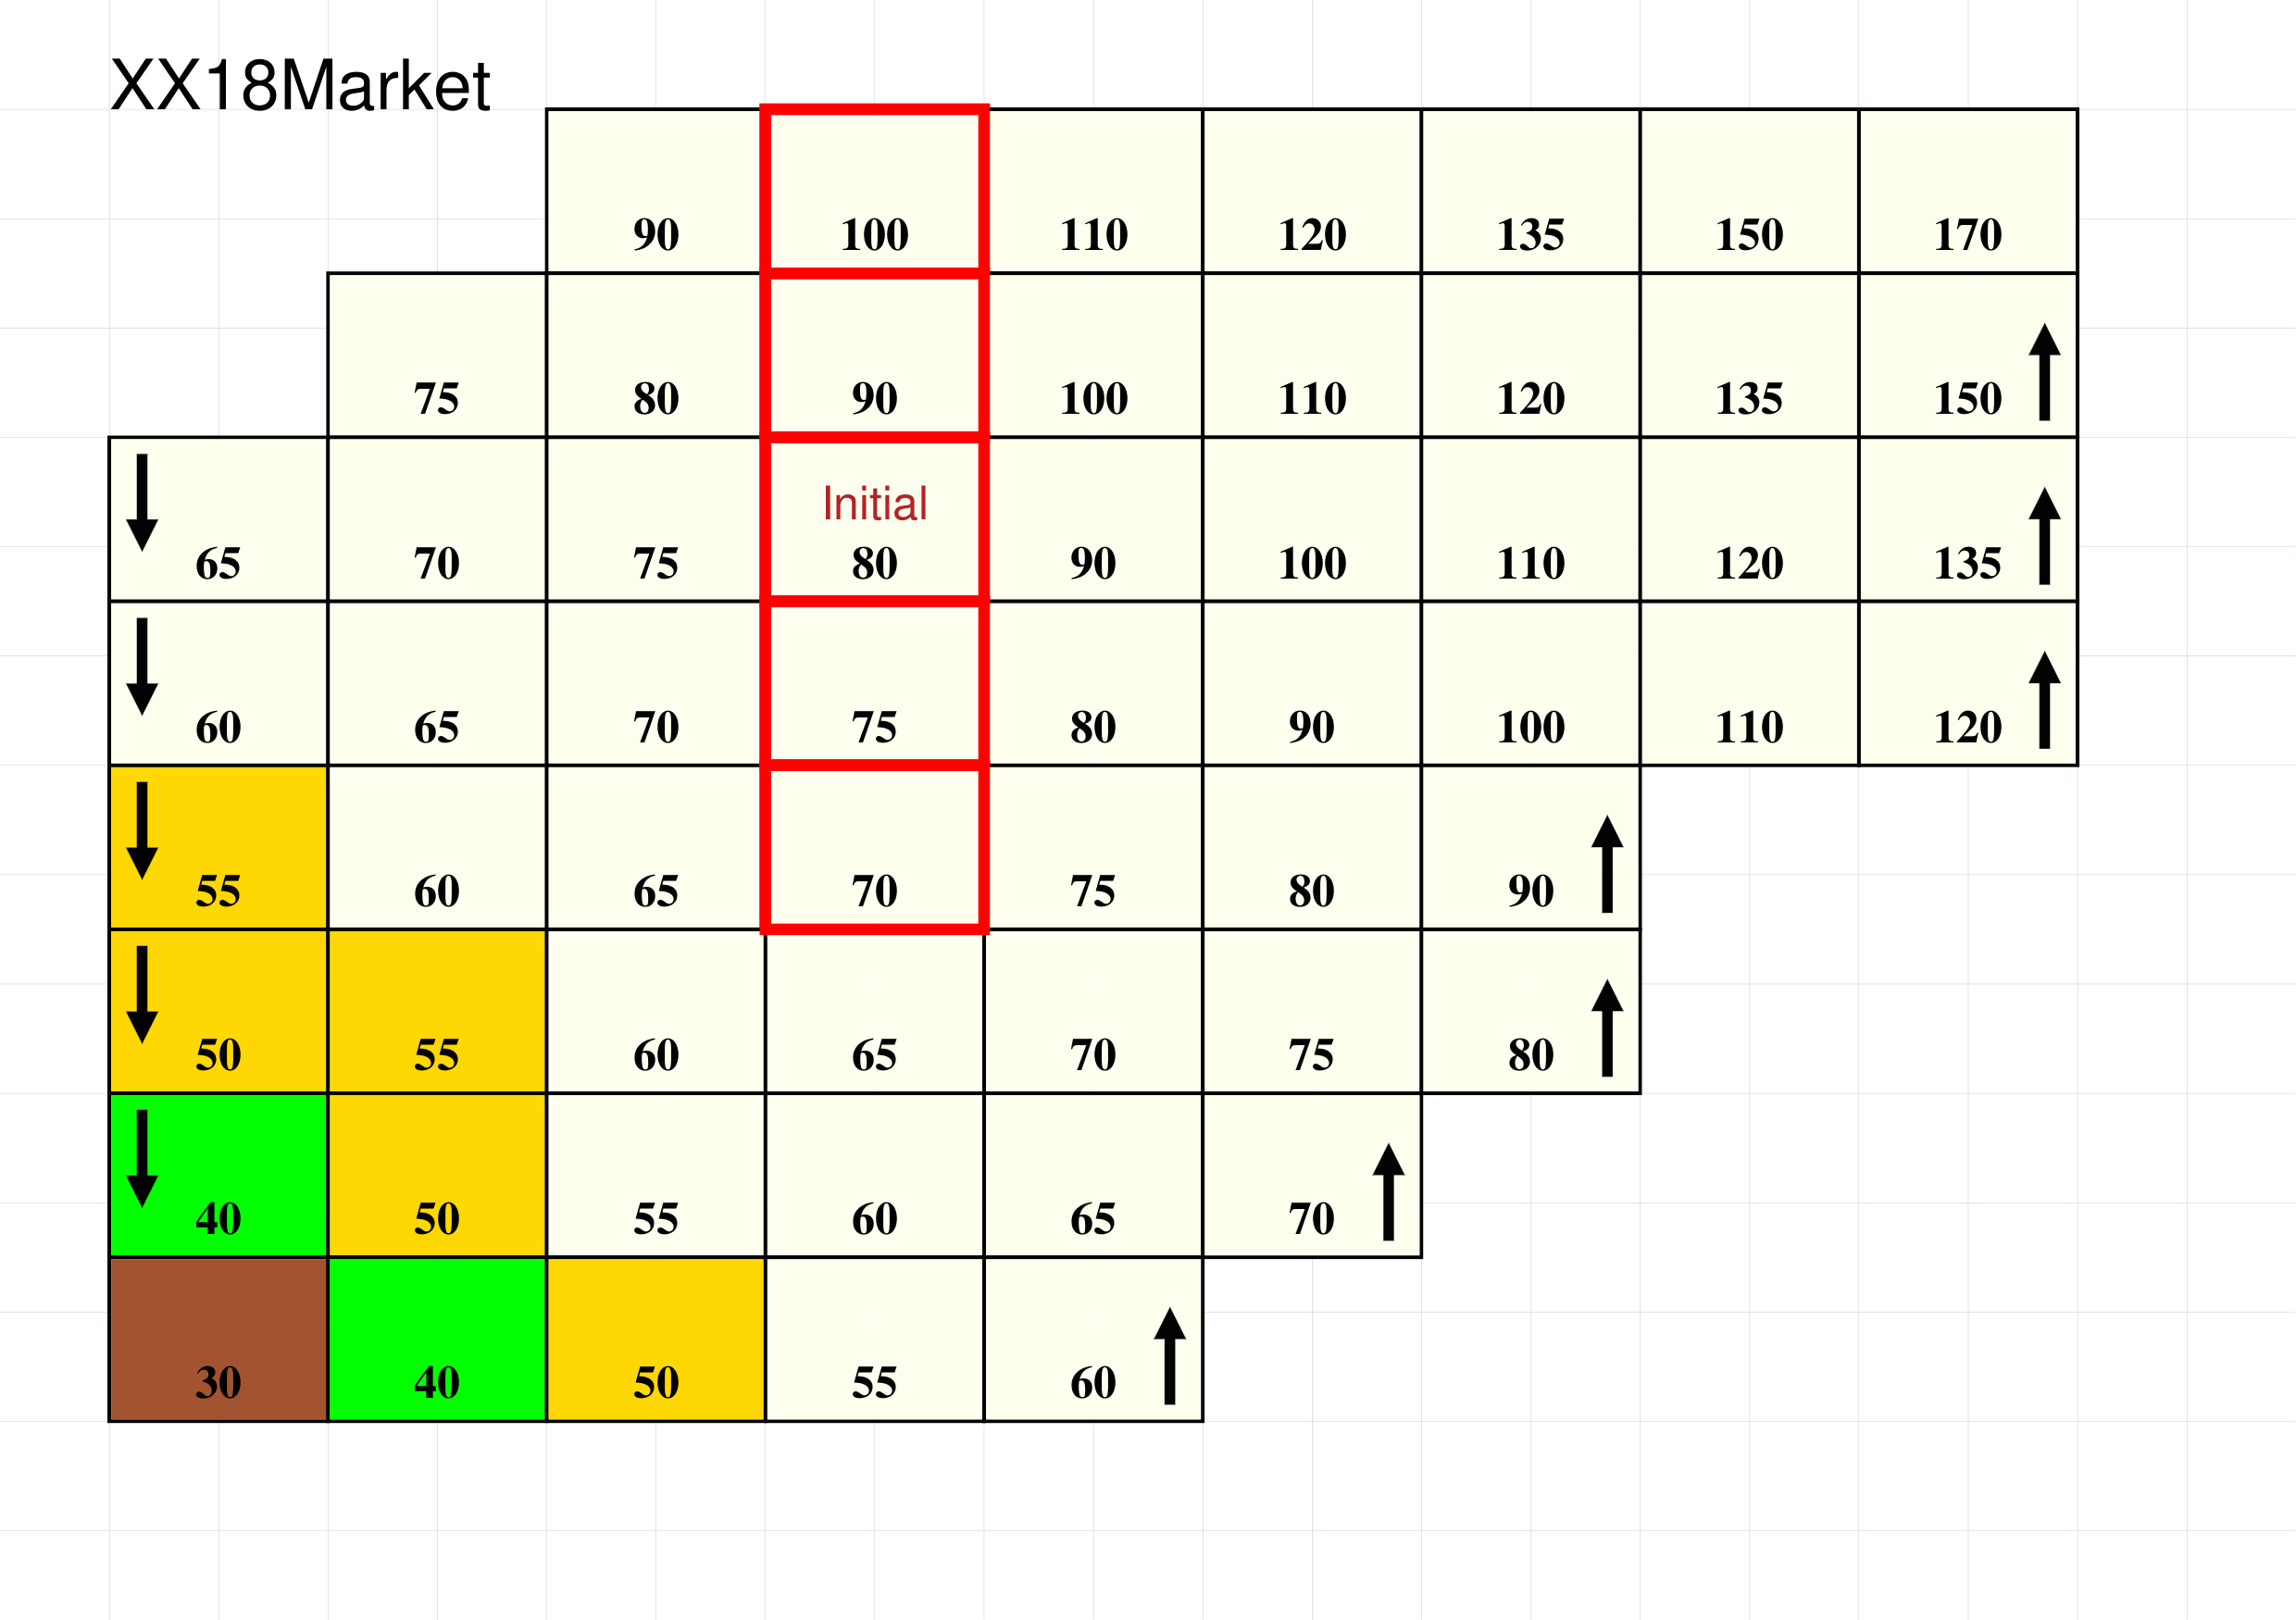 XX18Market
90 100 110 120 135 150 170
75 80 90 100 110 120 135 150
Initial
65 70 75 80 90 100 110 120 135
60 65 70 75 80 90 100 110 120
55 60 65 70 75 80 90
50 55 60 65 70 75 80
40 50 55 60 65 70
30 40 50 55 60